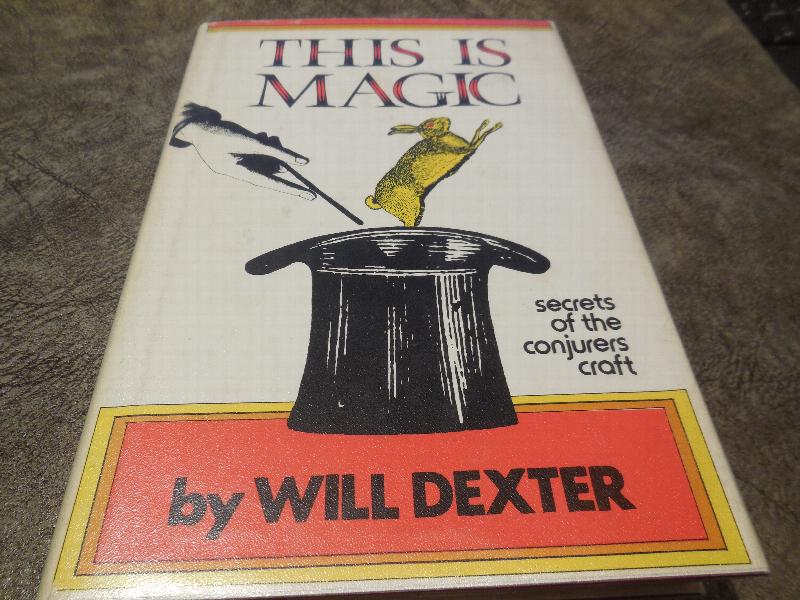 THIS IS
MAGIC
secrets
of the
conjurers
craft
by WILL DEXTER